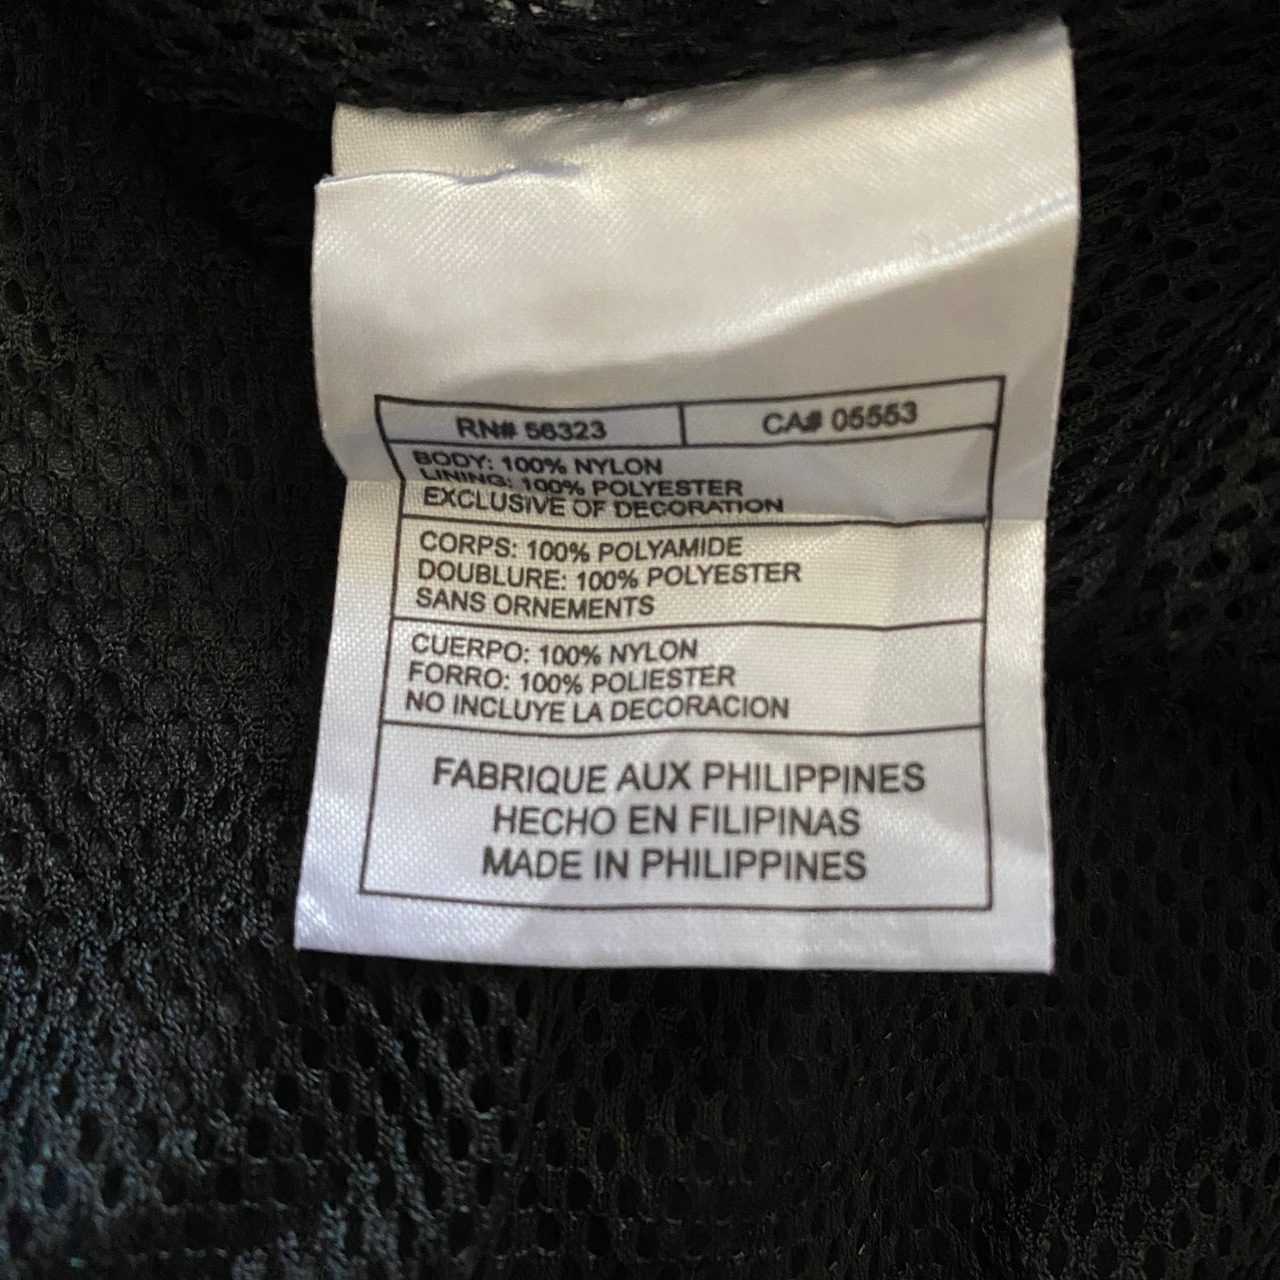 RN# 56323
CA# 05553
BODY: 100% NYLON
LINING: 100% POLYESTER
EXCLUSIVE OF DECORATION
CORPS: 100% POLYAMIDE
DOUBLURE: 100% POLYESTER
SANS ORNEMENTS
CUERPO: 100% NYLON
FORRO: 100% POLIESTER
NO INCLUYE LA DECORACION
FABRIQUE AUX PHILIPPINES
HECHO EN FILIPINAS
MADE IN PHILIPPINES